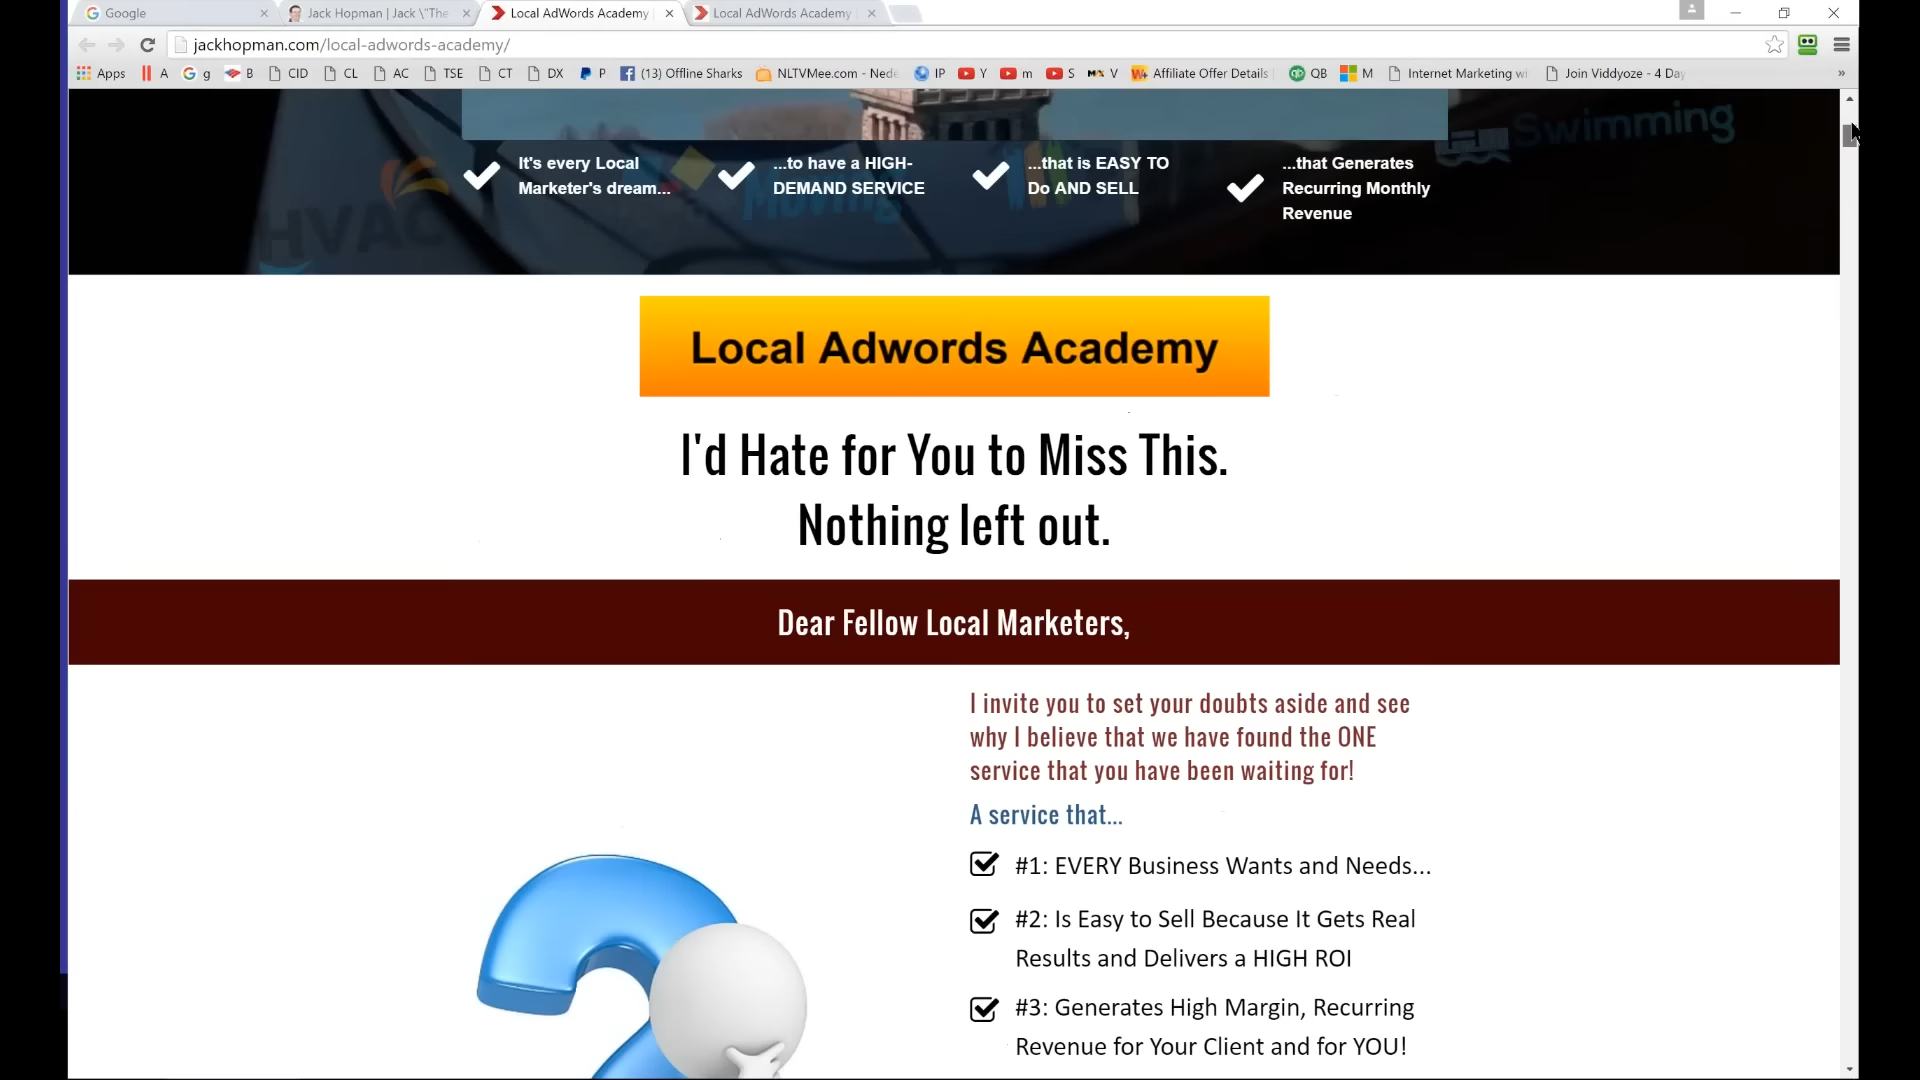 Google
Jack Hopman | Jack \"The
Local AdWords Academy
Local AdWords Academy
jackhopman.com/local-adwords-academy/
Apps
A
g
B
CID
CL
AC
TSE
CT
DX
P
(13) Offline Sharks
NLTVMee.com - Nede
IP
Y
m
S
V
Affiliate Offer Details
QB
M
Internet Marketing wi
Join Viddyoze - 4 Day
»
Swimming
HVAC
Moving
It's every Local
Marketer's dream...
...to have a HIGH-
DEMAND SERVICE
...that is EASY TO
Do AND SELL
...that Generates
Recurring Monthly
Revenue
Local Adwords Academy
I'd Hate for You to Miss This.
Nothing left out.
Dear Fellow Local Marketers,
I invite you to set your doubts aside and see
why I believe that we have found the ONE
service that you have been waiting for!
A service that...
#1: EVERY Business Wants and Needs...
#2: Is Easy to Sell Because It Gets Real
Results and Delivers a HIGH ROI
#3: Generates High Margin, Recurring
Revenue for Your Client and for YOU!